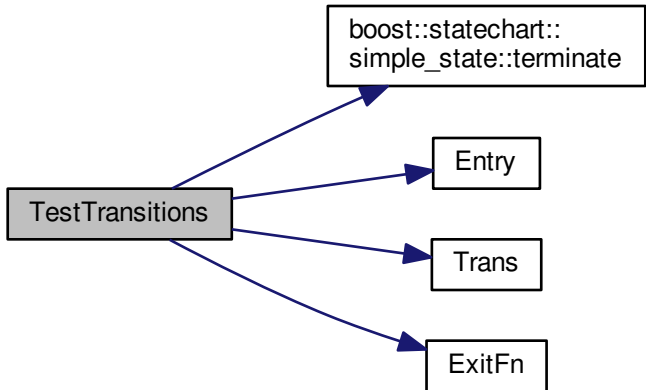 boost::statechart::
simple_state::terminate
Entry
TestTransitions
Trans
ExitFn